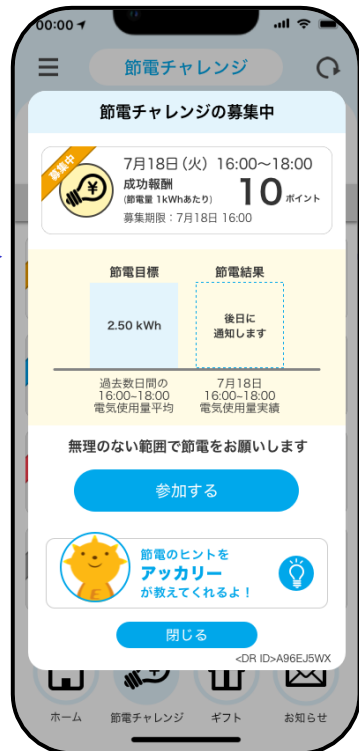 00:00
節電チャレンジ
節電チャレンジの募集中
募集中
7月18日(火) 16:00~18:00
成功報酬
(節電量 1kWhあたり)
10 ポイント
募集期限:7月18日 16:00
節電目標
節電結果
2.50 kWh
後日に
通知します
過去数日間の
16:00~18:00
電気使用量平均
7月18日
16:00~18:00
電気使用量実績
無理のない範囲で節電をお願いします
参加する
節電のヒントを
アッカリー
が教えてくれるよ!
閉じる
<DR ID>A96EJ5WX
ホーム
節電チャレンジ
ギフト
お知らせ